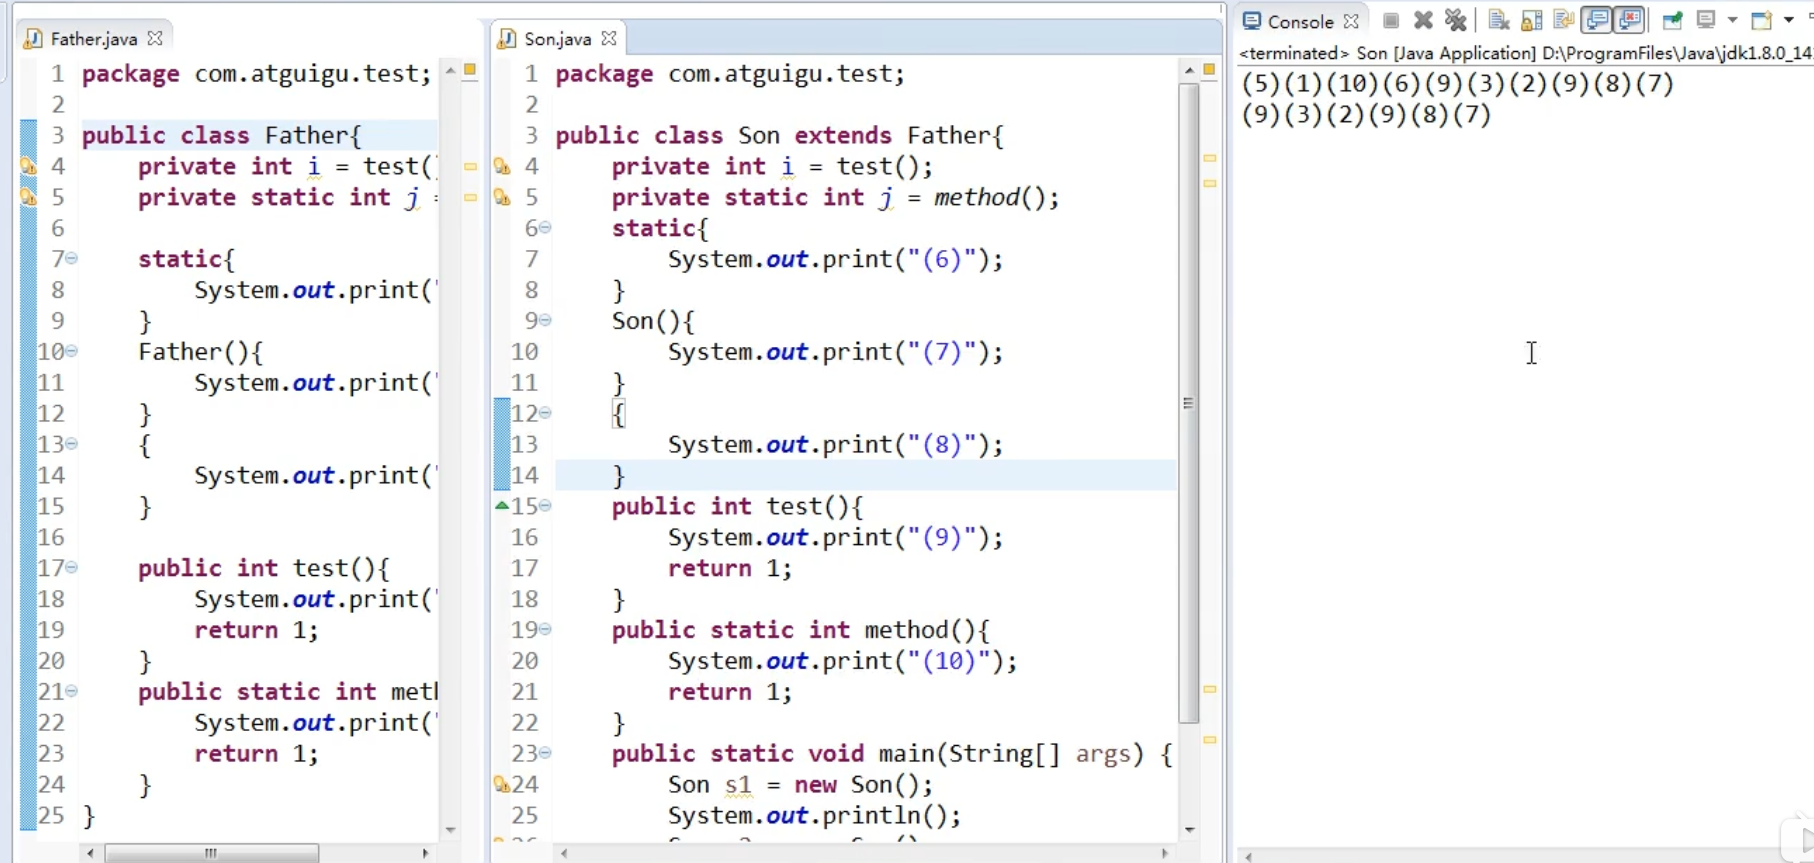 Father.java
1 package com.atguigu.test;
2
3 public class Father{
4 private int i = test(
5 private static int j
6
7 static{
8 System.out.print(
9 }
10 Father(){
11 System.out.print(
12 }
13 {
14 System.out.print(
15 }
16
17 public int test(){
18 System.out.print(
19 return 1;
20 }
21 public static int meth
22 System.out.print(
23 return 1;
24 }
25 }
Son.java
1 package com.atguigu.test;
2
3 public class Son extends Father{
4 private int i = test();
5 private static int j = method();
6 static{
7 System.out.print("(6)");
8 }
9 Son(){
10 System.out.print("(7)");
11 }
12 {
13 System.out.print("(8)");
14 }
15 public int test(){
16 System.out.print("(9)");
17 return 1;
18 }
19 public static int method(){
20 System.out.print("(10)");
21 return 1;
22 }
23 public static void main(String[] args) {
24 Son s1 = new Son();
25 System.out.println();
Console
<terminated> Son [Java Application] D:\ProgramFiles\Java\jdk1.8.0_14
(5)(1)(10)(6)(9)(3)(2)(9)(8)(7)
(9)(3)(2)(9)(8)(7)